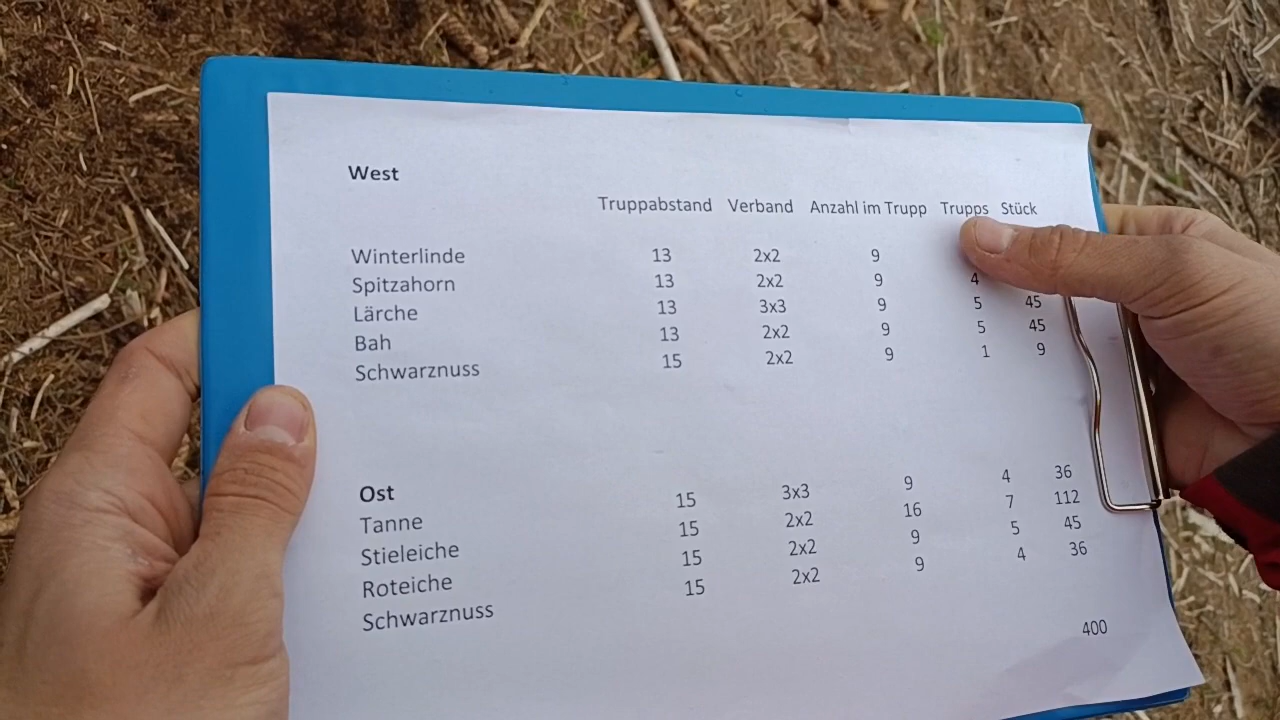 West
Truppabstand Verband Anzahl im Trupp Trupps Stück
Winterlinde 13 2x2 9
Spitzahorn 13 2x2 9 4
Lärche 13 3x3 9 5 45
Bah 13 2x2 9 5 45
Schwarznuss 15 2x2 9 1 9
Ost
Tanne 15 3x3 9 4 36
Stieleiche 15 2x2 16 7 112
Roteiche 15 2x2 9 5 45
Schwarznuss 15 2x2 9 4 36
400